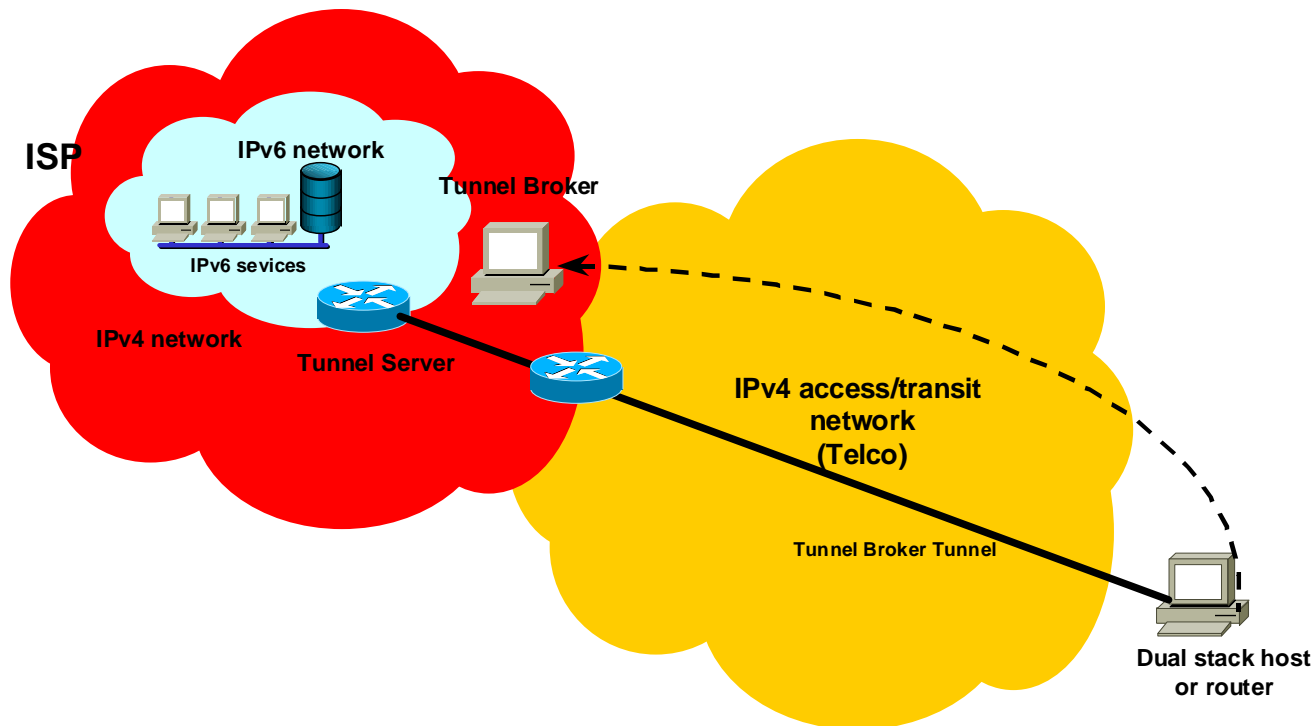 ISP
IPv6 network
Tunnel Broker
IPv6 sevices
IPv4 network
Tunnel Server
IPv4 access/transit
network
(Telco)
Tunnel Broker Tunnel
Dual stack host
or router